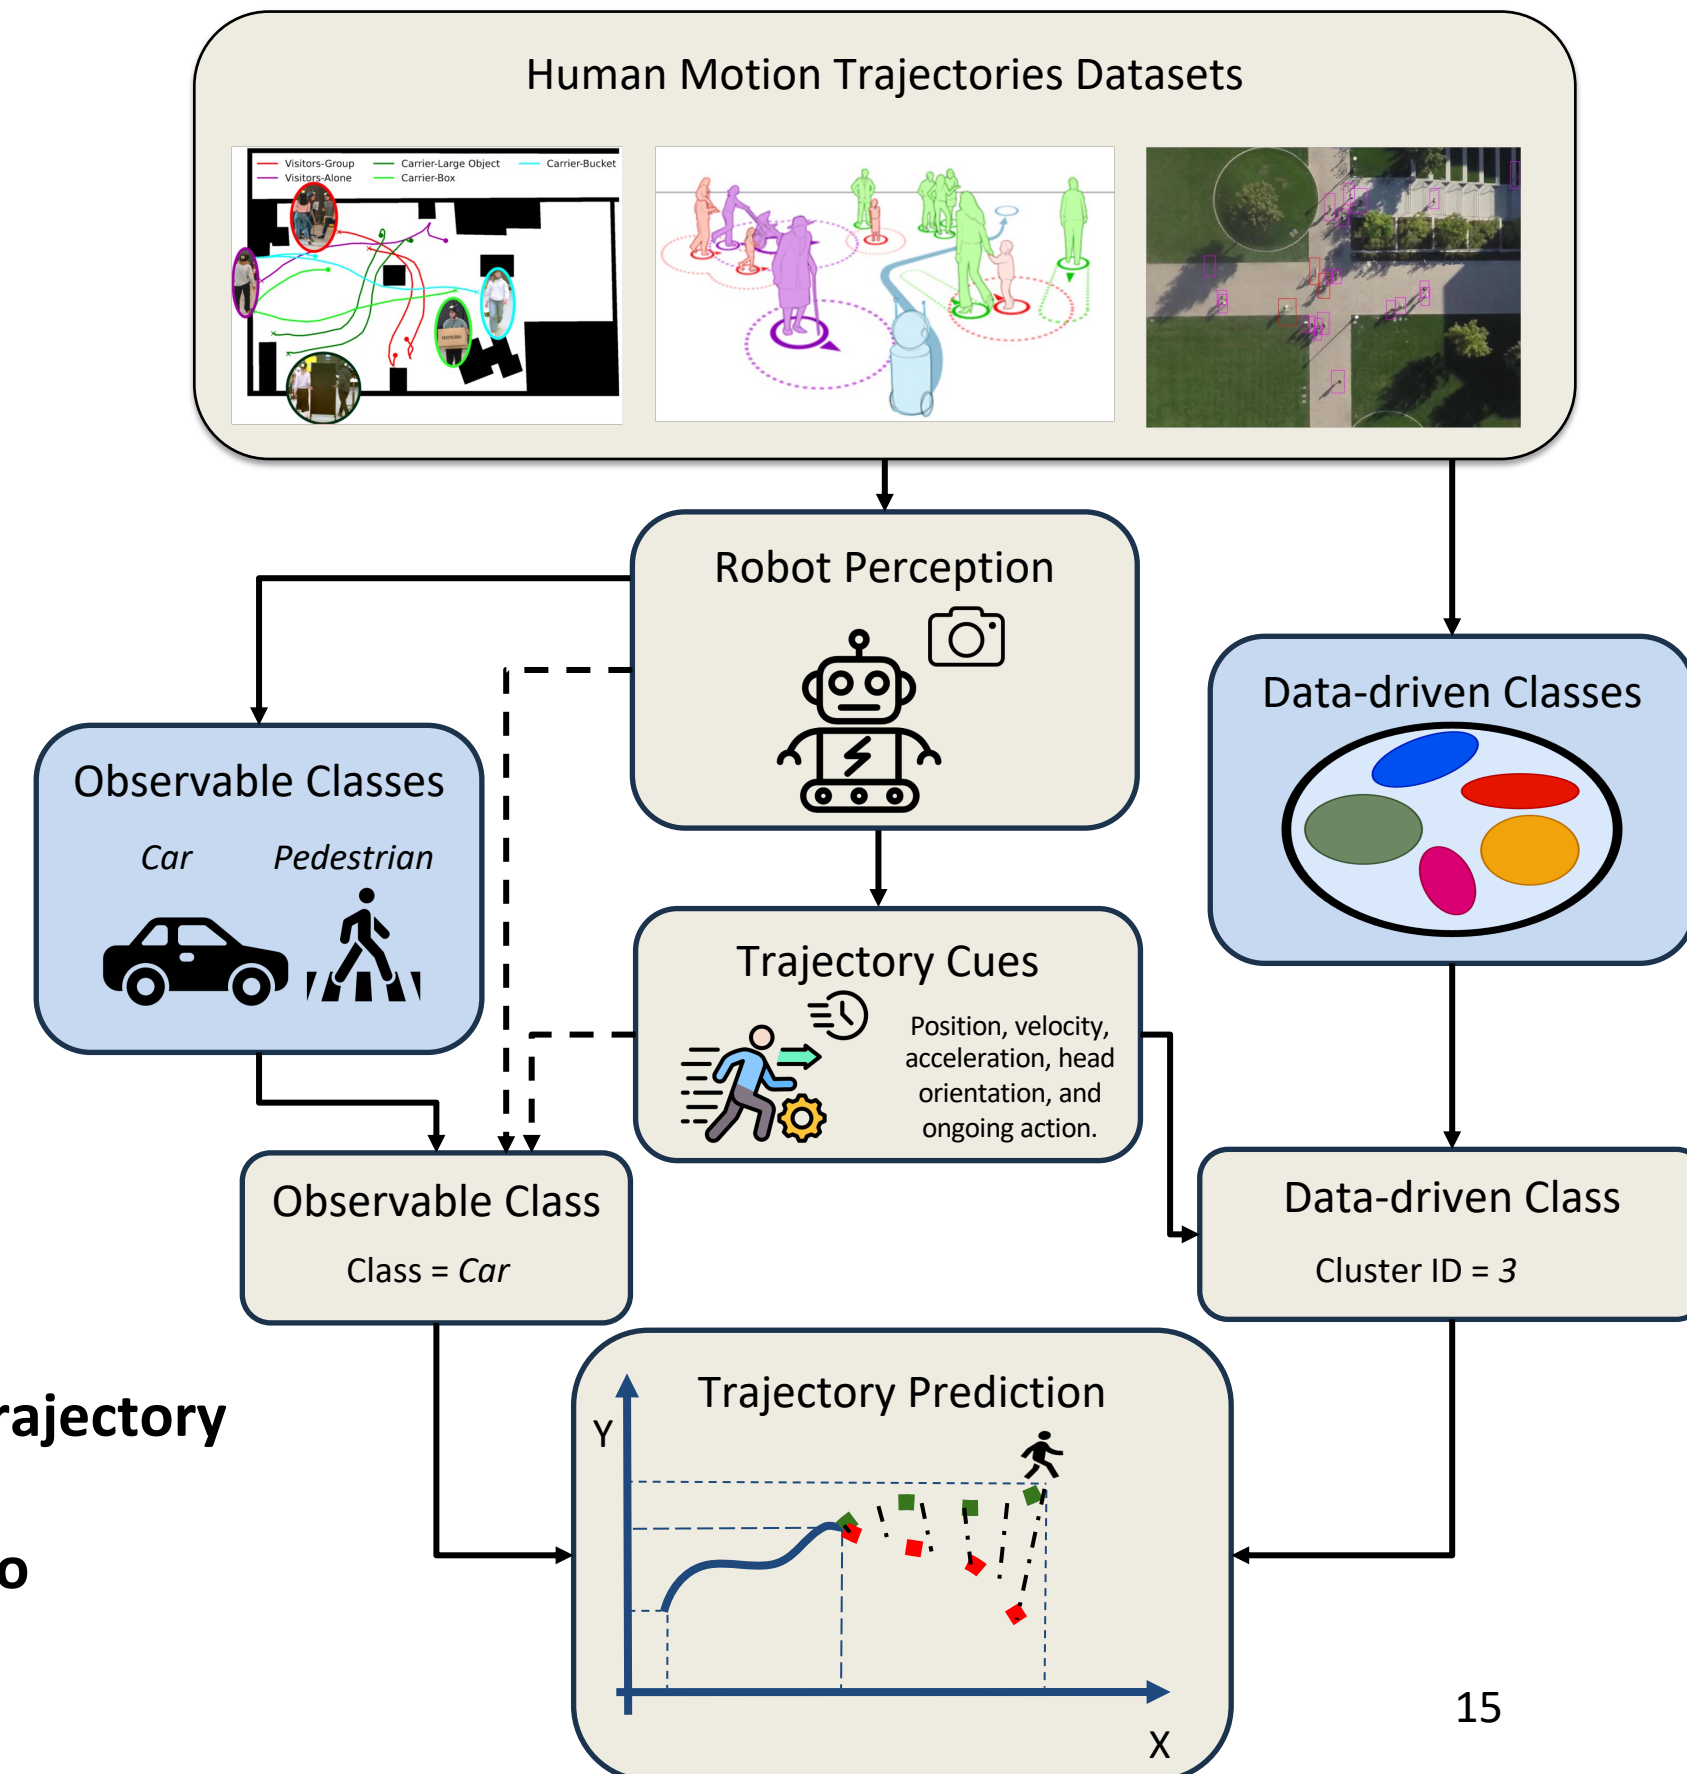 Human Motion Trajectories Datasets
Visitors-Group
Visitors-Alone
Carrier-Large Object
Carrier-Box
Carrier-Bucket
Robot Perception
Data-driven Classes
Observable Classes
Car
Pedestrian
Trajectory Cues
Position, velocity,
acceleration, head
orientation, and
ongoing action.
Observable Class
Class = Car
Data-driven Class
Cluster ID = 3
Trajectory Prediction
Y
X
rajectory
o
15